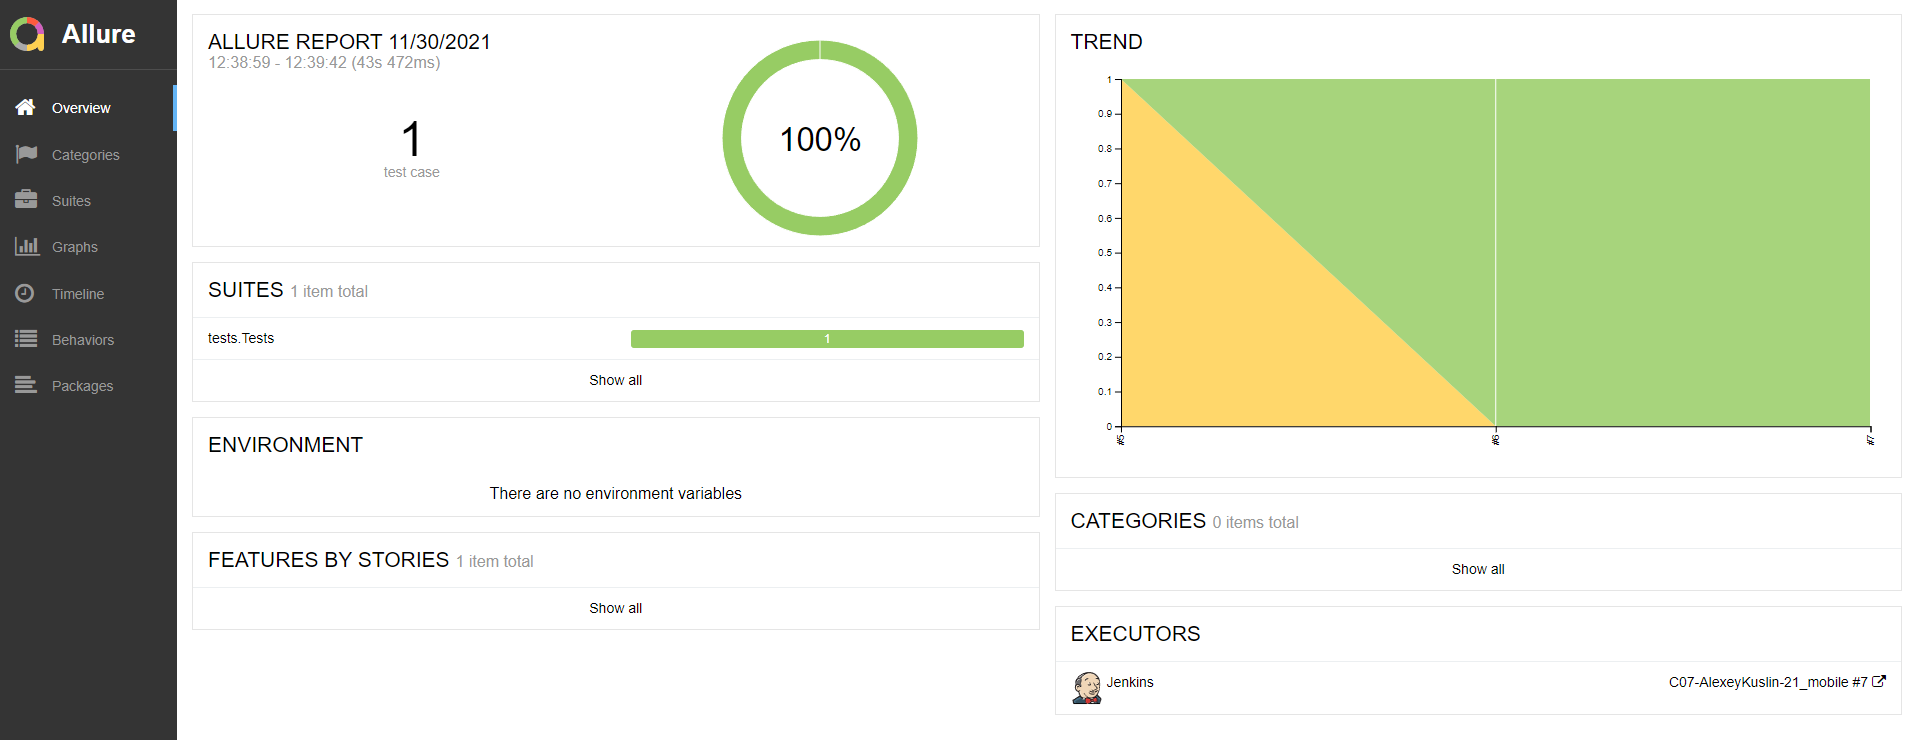 Allure
Overview
Categories
Suites
Graphs
Timeline
Behaviors
Packages
ALLURE REPORT 11/30/2021
12:38:59 - 12:39:42 (43s 472ms)
1
test case
100%
SUITES 1 item total
tests.Tests 1
Show all
ENVIRONMENT
There are no environment variables
FEATURES BY STORIES 1 item total
Show all
TREND
1
0.9
0.8
0.7
0.6
0.5
0.4
0.3
0.2
0.1
0
#5 #6 #7
CATEGORIES 0 items total
Show all
EXECUTORS
Jenkins C07-AlexeyKuslin-21_mobile #7